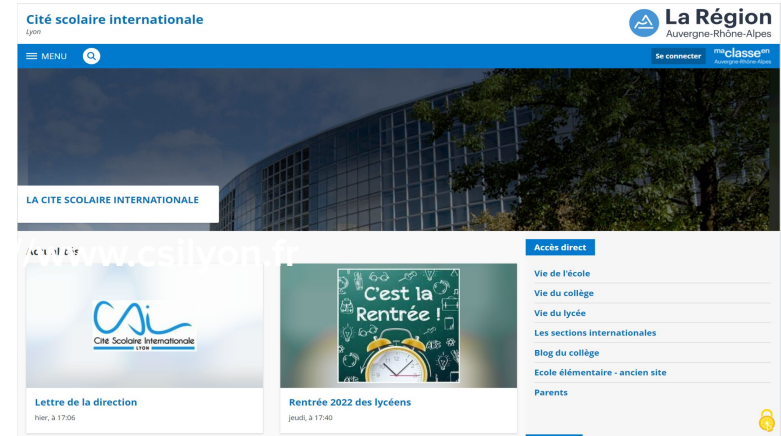 Cité scolaire internationale
Lyon
La Région
Auvergne-Rhône-Alpes
MENU
Se connecter
maclasseen
Auvergne-Rhône-Alpes
LA CITE SCOLAIRE INTERNATIONALE
Actualités
//www.csilyon.fr
Cité Scolaire Internationale
LYON
Lettre de la direction
hier, à 17:06
C'est la
Rentrée !
Rentrée 2022 des lycéens
jeudi, à 17:40
Accès direct
Vie de l'école
Vie du collège
Vie du lycée
Les sections internationales
Blog du collège
Ecole élémentaire - ancien site
Parents